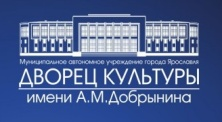 Муниципальное автономное учреждение города Ярославля
ДВОРЕЦ КУЛЬТУРЫ
имени А.М.Добрынина